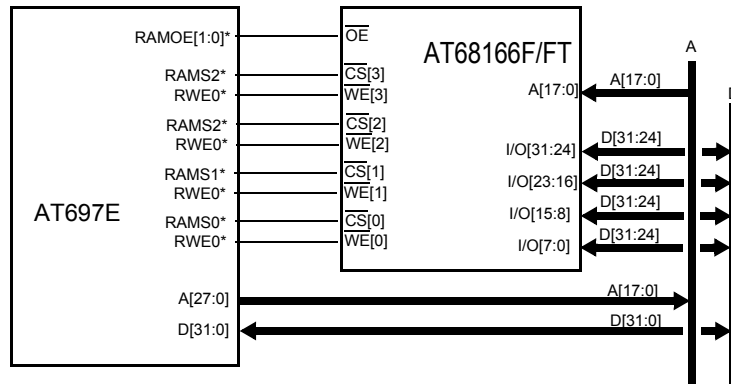 RAMOE[1:0]* OE AT68166F/FT A
RAMS2* CS[3] A[17:0] A[17:0]
RWE0* WE[3]
RAMS2* CS[2]
RWE0* WE[2] I/O[31:24] D[31:24]
RAMS1* CS[1] I/O[23:16] D[31:24]
RWE0* WE[1]
AT697E RAMS0* CS[0] I/O[15:8] D[31:24]
RWE0* WE[0] I/O[7:0] D[31:24]
A[27:0] A[17:0]
D[31:0] D[31:0]